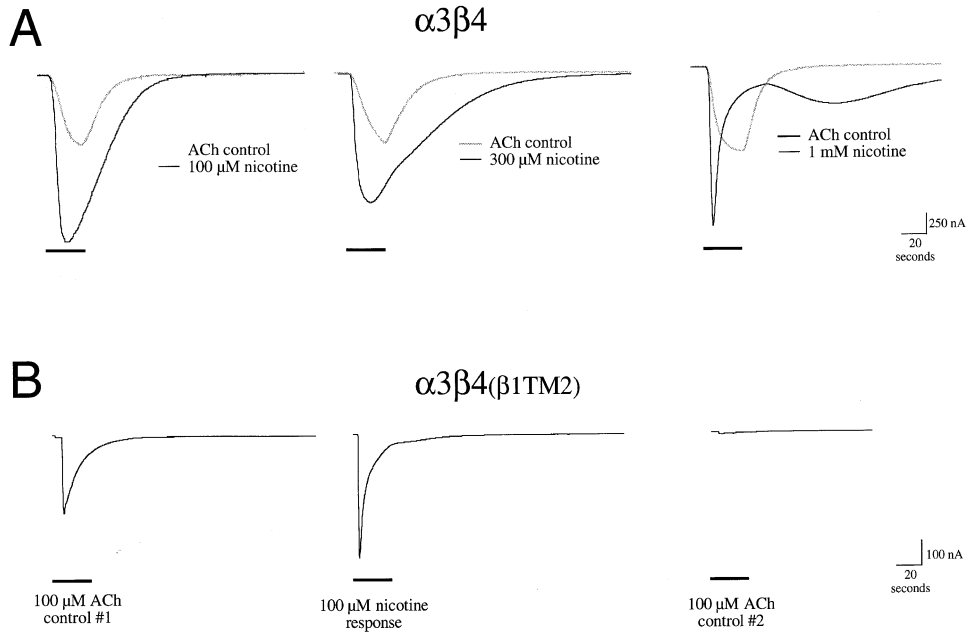 A
α3β4
ACh control
100 µM nicotine
ACh control
300 µM nicotine
ACh control
1 mM nicotine
250 nA
20
seconds
B
α3β4(β1TM2)
100 nA
20
seconds
100 µM ACh
control #1
100 µM nicotine
response
100 µM ACh
control #2